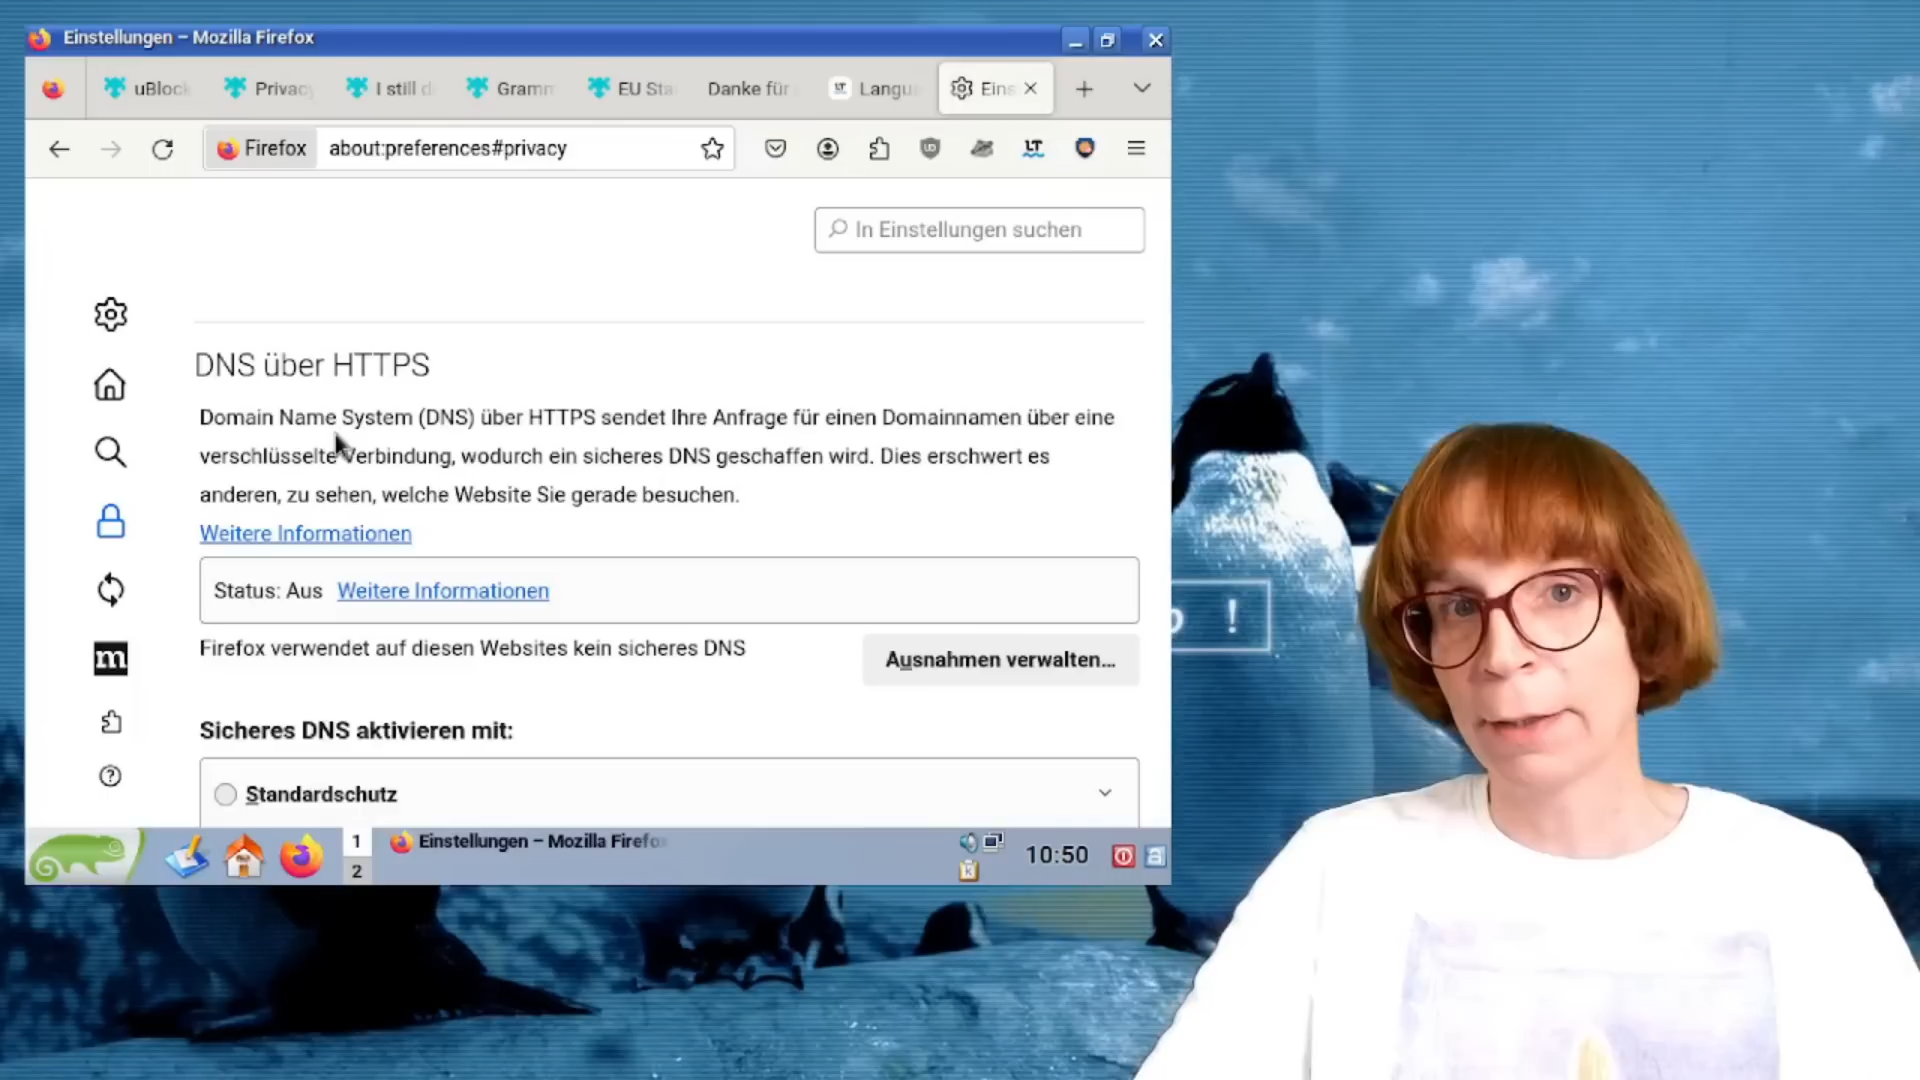 Einstellungen – Mozilla Firefox
uBlock
Privacy
I still d
Gramm
EU Sta
Danke für
LT
Langu
Eins
Firefox
about:preferences#privacy
LT
In Einstellungen suchen
DNS über HTTPS
Domain Name System (DNS) über HTTPS sendet Ihre Anfrage für einen Domainnamen über eine
verschlüsselte Verbindung, wodurch ein sicheres DNS geschaffen wird. Dies erschwert es
anderen, zu sehen, welche Website Sie gerade besuchen.
Weitere Informationen
Status: Aus Weitere Informationen
Firefox verwendet auf diesen Websites kein sicheres DNS
Ausnahmen verwalten...
Sicheres DNS aktivieren mit:
Standardschutz
m
!
1
2
Einstellungen – Mozilla Firefo
10:50